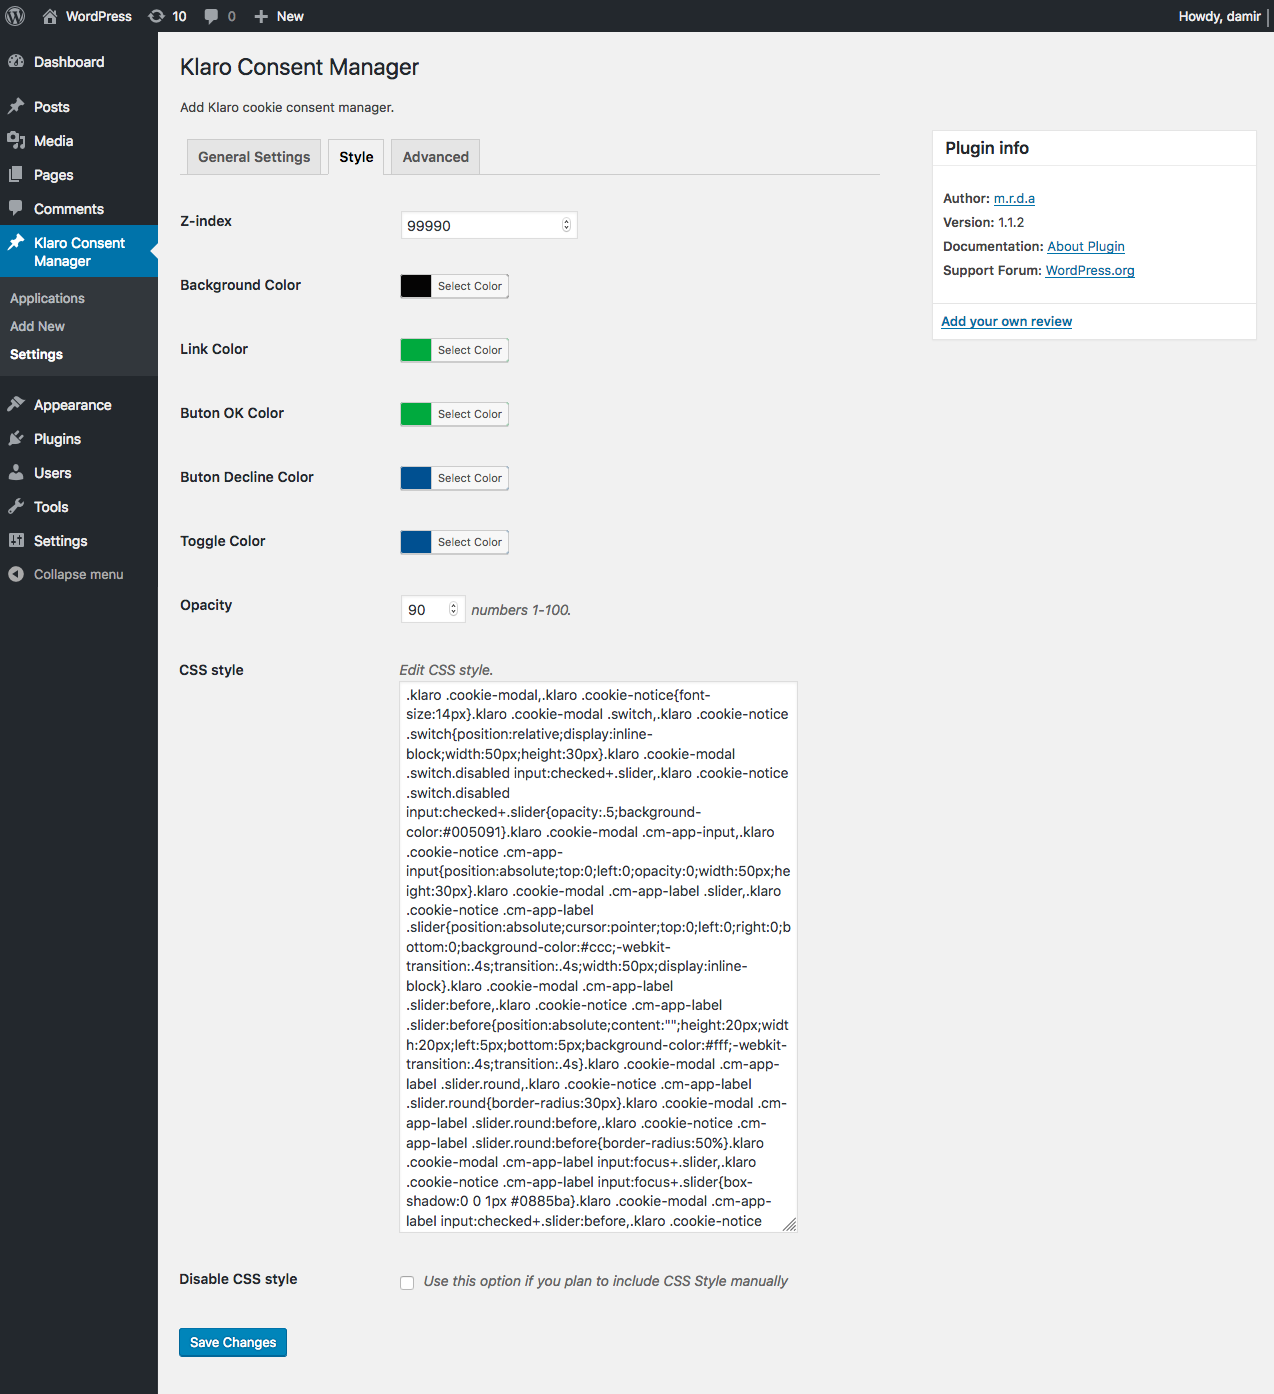 WordPress 10 0 New Howdy, damir
Dashboard
Posts
Media
Pages
Comments
Klaro Consent
Manager
Applications
Add New
Settings
Appearance
Plugins
Users
Tools
Settings
Collapse menu
Klaro Consent Manager
Add Klaro cookie consent manager.
General Settings Style Advanced
Z-index 99990
Background Color Select Color
Link Color Select Color
Buton OK Color Select Color
Buton Decline Color Select Color
Toggle Color Select Color
Opacity 90 numbers 1-100.
CSS style Edit CSS style.
.klaro .cookie-modal,.klaro .cookie-notice{font-
size:14px}.klaro .cookie-modal .switch,.klaro .cookie-notice
.switch{position:relative;display:inline-
block;width:50px;height:30px}.klaro .cookie-modal
.switch.disabled input:checked+.slider,.klaro .cookie-notice
.switch.disabled
input:checked+.slider{opacity:.5;background-
color:#005091}.klaro .cookie-modal .cm-app-input,.klaro
.cookie-notice .cm-app-
input{position:absolute;top:0;left:0;opacity:0;width:50px;he
ight:30px}.klaro .cookie-modal .cm-app-label .slider,.klaro
.cookie-notice .cm-app-label
.slider{position:absolute;cursor:pointer;top:0;left:0;right:0;b
ottom:0;background-color:#ccc;-webkit-
transition:.4s;transition:.4s;width:50px;display:inline-
block}.klaro .cookie-modal .cm-app-label
.slider:before,.klaro .cookie-notice .cm-app-label
.slider:before{position:absolute;content:"";height:20px;widt
h:20px;left:5px;bottom:5px;background-color:#fff;-webkit-
transition:.4s;transition:.4s}.klaro .cookie-modal .cm-app-
label .slider.round,.klaro .cookie-notice .cm-app-label
.slider.round{border-radius:30px}.klaro .cookie-modal .cm-
app-label .slider.round:before,.klaro .cookie-notice .cm-
app-label .slider.round:before{border-radius:50%}.klaro
.cookie-modal .cm-app-label input:focus+.slider,.klaro
.cookie-notice .cm-app-label input:focus+.slider{box-
shadow:0 0 1px #0885ba}.klaro .cookie-modal .cm-app-
label input:checked+.slider:before,.klaro .cookie-notice
Disable CSS style Use this option if you plan to include CSS Style manually
Save Changes
Plugin info
Author: m.r.d.a
Version: 1.1.2
Documentation: About Plugin
Support Forum: WordPress.org
Add your own review